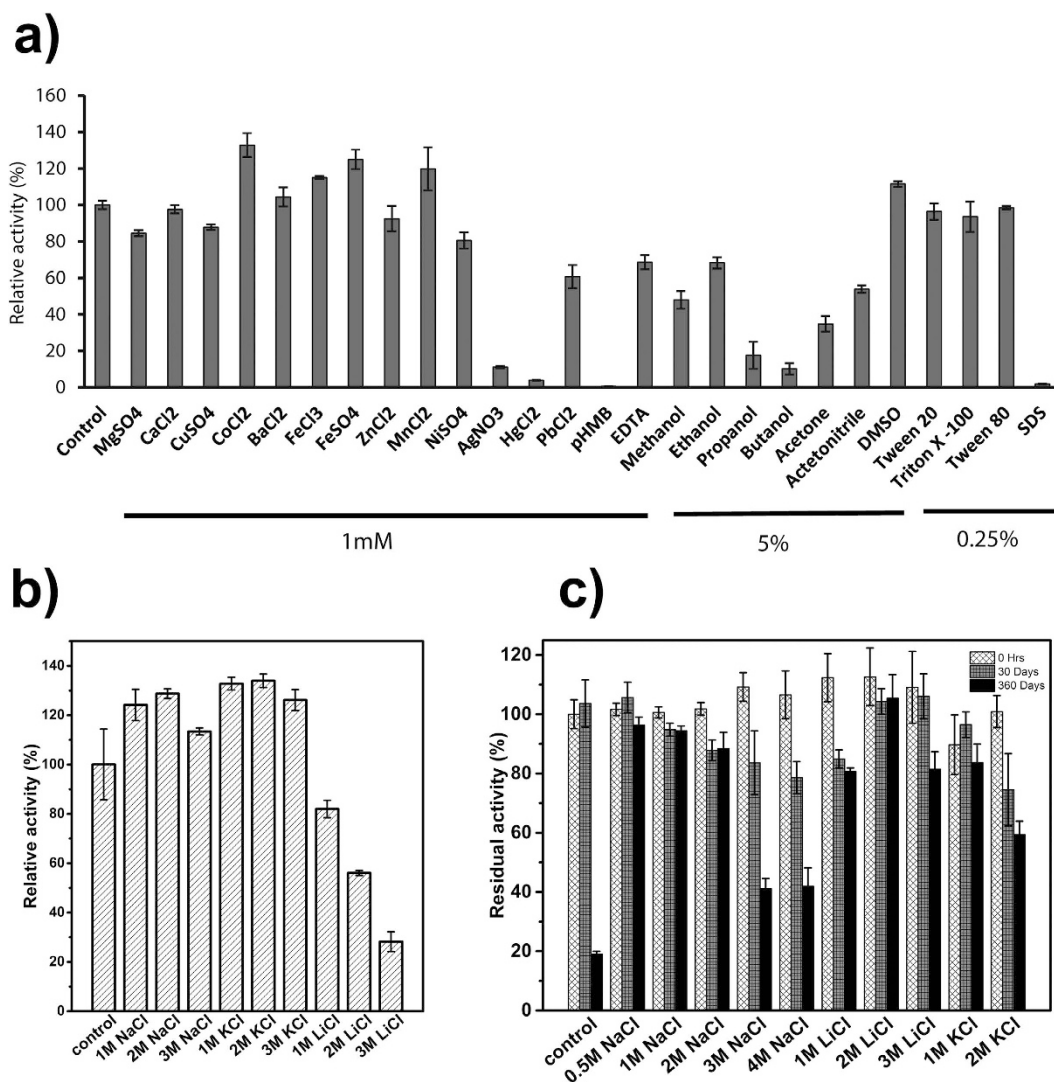 a)
Relative activity (%)
160
140
120
100
80
60
40
20
0
Control
MgSO4
CaCl2
CuSO4
CoCl2
BaCl2
FeCl3
FeSO4
ZnCl2
MnCl2
NiSO4
AgNO3
HgCl2
PbCl2
pHMB
EDTA
Methanol
Ethanol
Propanol
Butanol
Acetone
Actetonitrile
DMSO
Tween 20
Triton X -100
Tween 80
SDS
1mM
5%
0.25%
b)
Relative activity (%)
140
120
100
80
60
40
20
0
control
1M NaCl
2M NaCl
3M NaCl
1M KCl
2M KCl
3M KCl
1M LiCl
2M LiCl
3M LiCl
c)
Residual activity (%)
120
100
80
60
40
20
0
0 Hrs
30 Days
360 Days
control
0.5M NaCl
1M NaCl
2M NaCl
3M NaCl
4M NaCl
1M LiCl
2M LiCl
3M LiCl
1M KCl
2M KCl